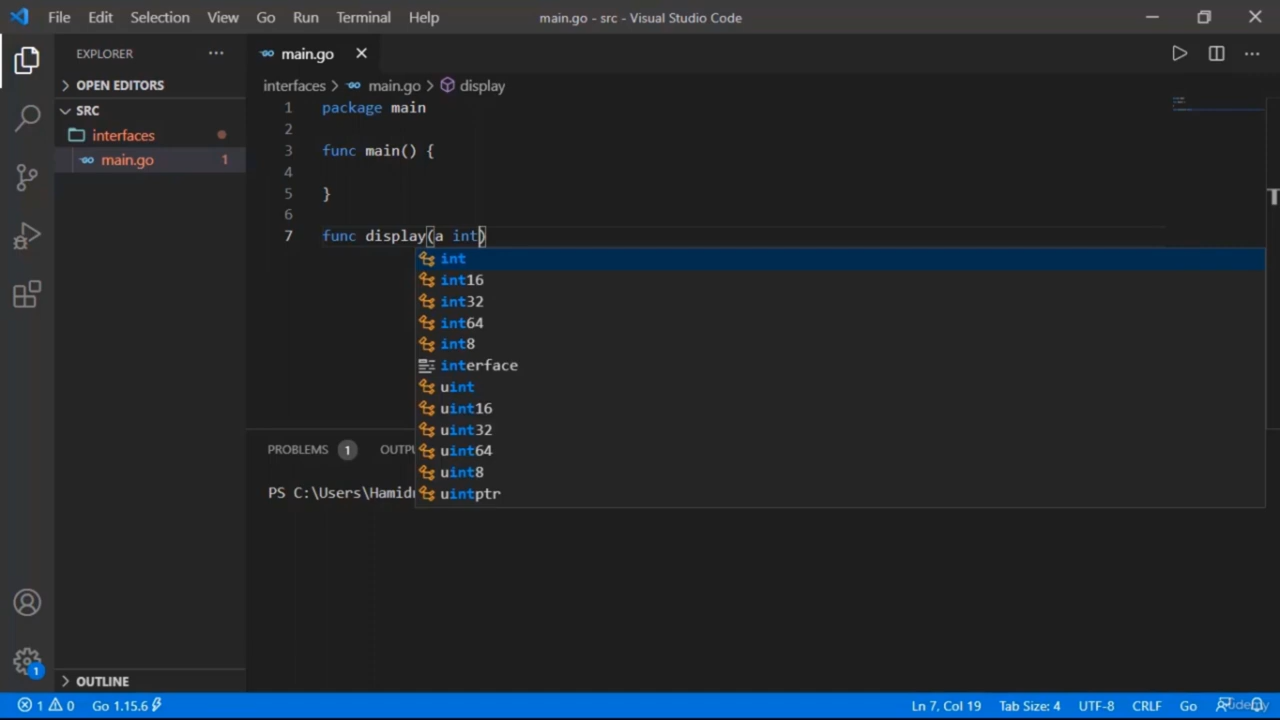 File Edit Selection View Go Run Terminal Help main.go - src - Visual Studio Code
EXPLORER
main.go
OPEN EDITORS
interfaces > main.go > display
SRC
interfaces
main.go 1
1 package main
2
3 func main() {
4
5 }
6
7 func display(a int)
int
int16
int32
int64
int8
interface
uint
uint16
uint32
uint64
uint8
uintptr
PROBLEMS 1
PS C:\Users\
OUTLINE
1
1 0 Go 1.15.6 Ln 7, Col 19 Tab Size: 4 UTF-8 CRLF Go
Udemy